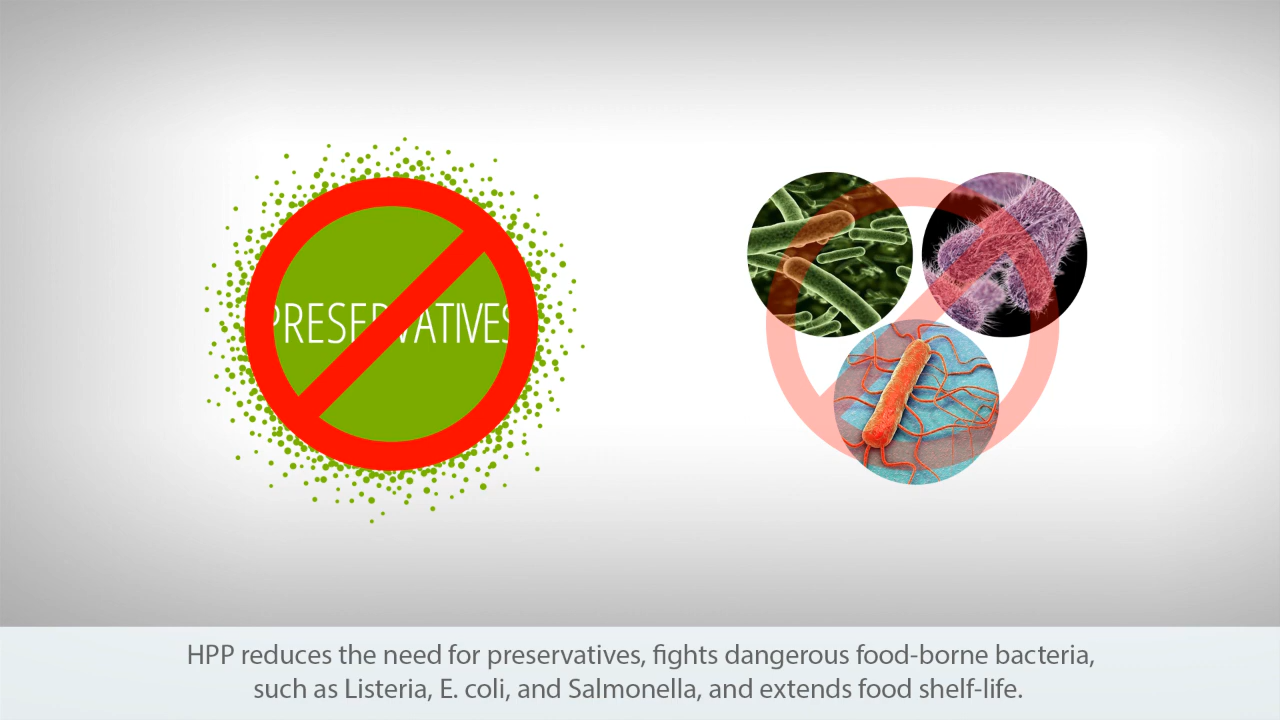 PRESERVATIVES
HPP reduces the need for preservatives, fights dangerous food-borne bacteria,
such as Listeria, E. coli, and Salmonella, and extends food shelf-life.